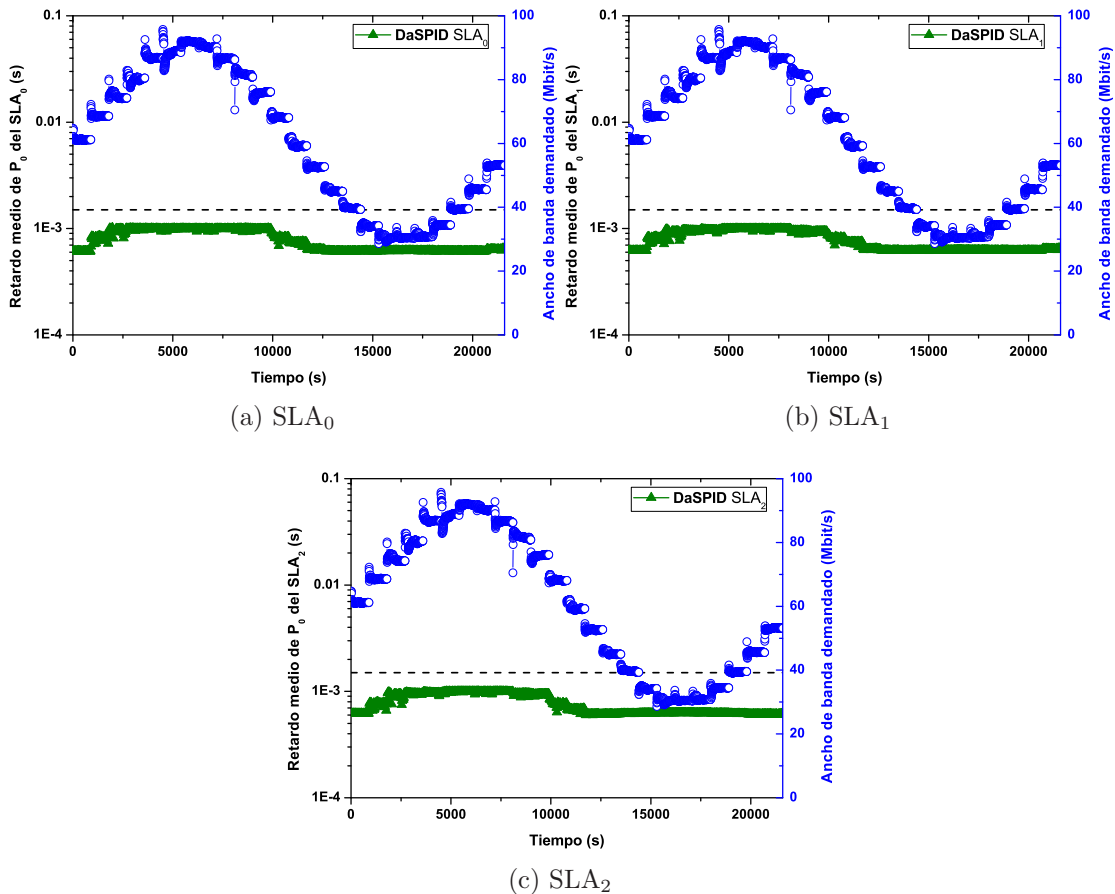 0.1
0.01
1E-3
1E-4
Retardo medio de P₀ del SLA₀ (s)
DaSPID SLA₀
100
80
60
40
20
0
Ancho de banda demandado (Mbit/s)
0 5000 10000 15000 20000
Tiempo (s)
(a) SLA₀
0.1
0.01
1E-3
1E-4
Retardo medio de P₀ del SLA₁ (s)
DaSPID SLA₁
100
80
60
40
20
0
Ancho de banda demandado (Mbit/s)
0 5000 10000 15000 20000
Tiempo (s)
(b) SLA₁
0.1
0.01
1E-3
1E-4
Retardo medio de P₀ del SLA₂ (s)
DaSPID SLA₂
100
80
60
40
20
0
Ancho de banda demandado (Mbit/s)
0 5000 10000 15000 20000
Tiempo (s)
(c) SLA₂